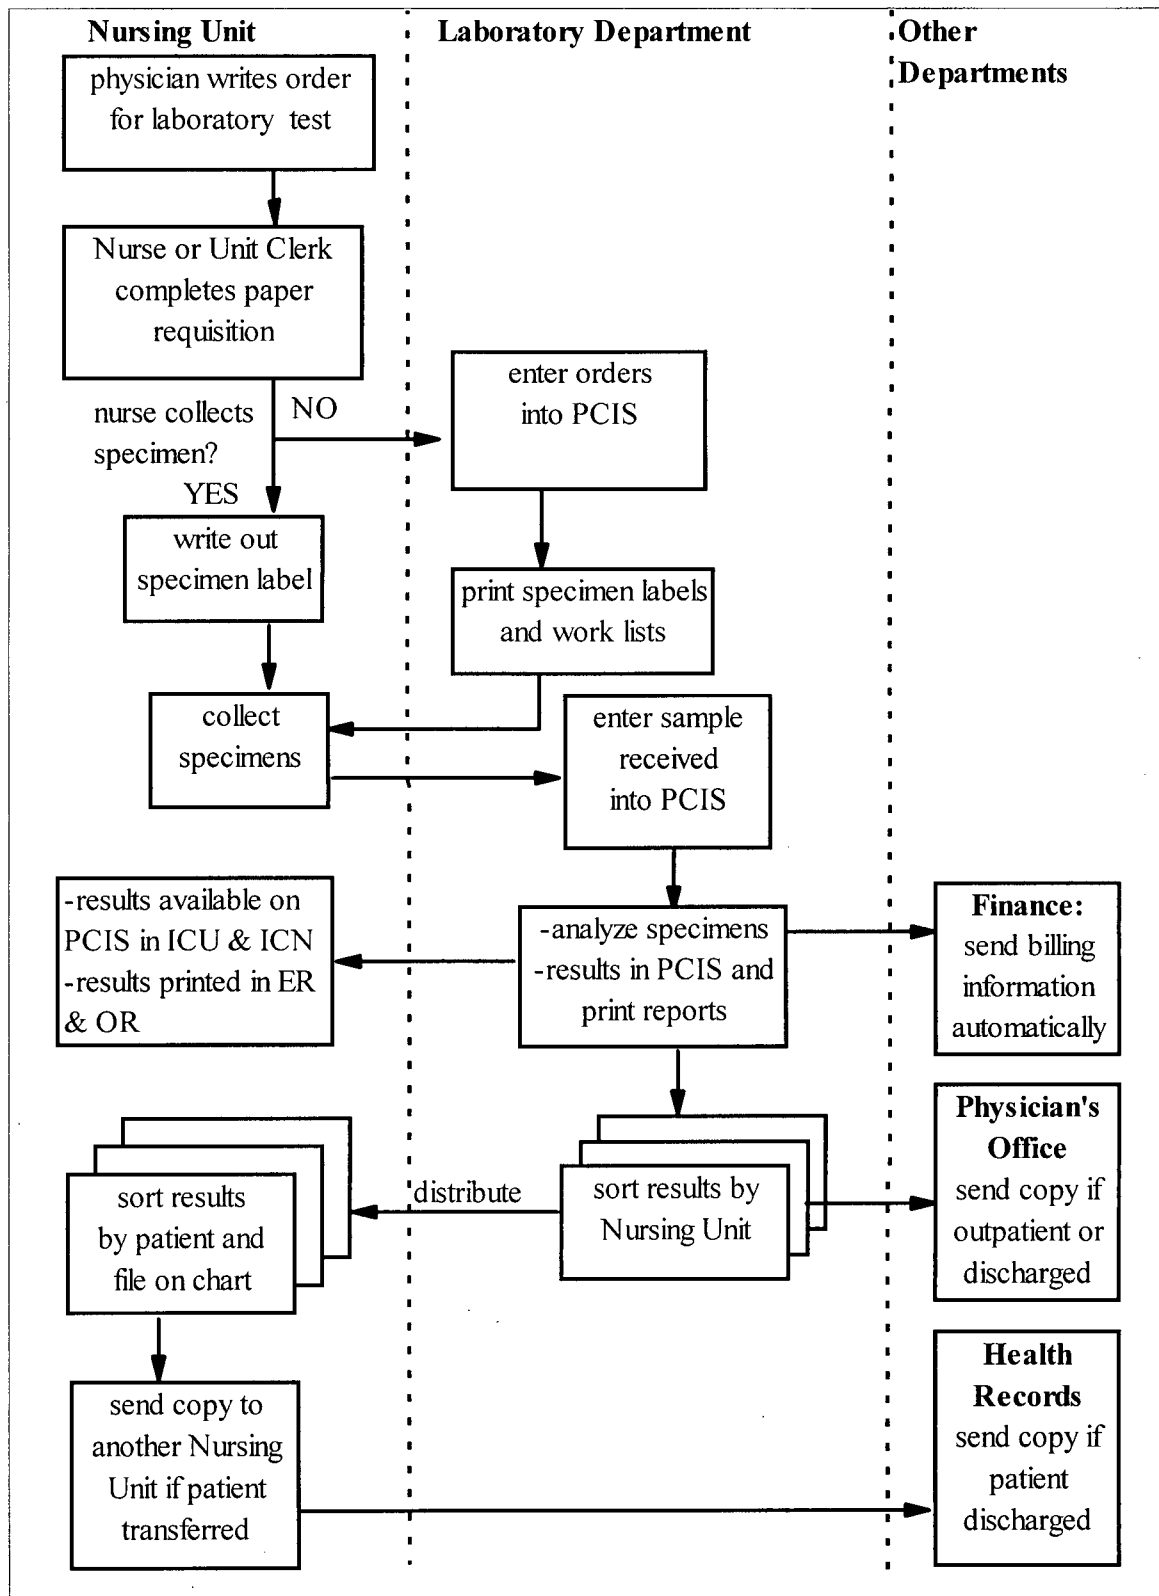 Nursing Unit
Laboratory Department
Other
Departments
physician writes order
for laboratory test
Nurse or Unit Clerk
completes paper
requisition
nurse collects
specimen?
NO
YES
enter orders
into PCIS
write out
specimen label
print specimen labels
and work lists
collect
specimens
enter sample
received
into PCIS
-results available on
PCIS in ICU & ICN
-results printed in ER
& OR
-analyze specimens
-results in PCIS and
print reports
Finance:
send billing
information
automatically
sort results
by patient and
file on chart
distribute
sort results by
Nursing Unit
Physician's
Office
send copy if
outpatient or
discharged
send copy to
another Nursing
Unit if patient
transferred
Health
Records
send copy if
patient
discharged